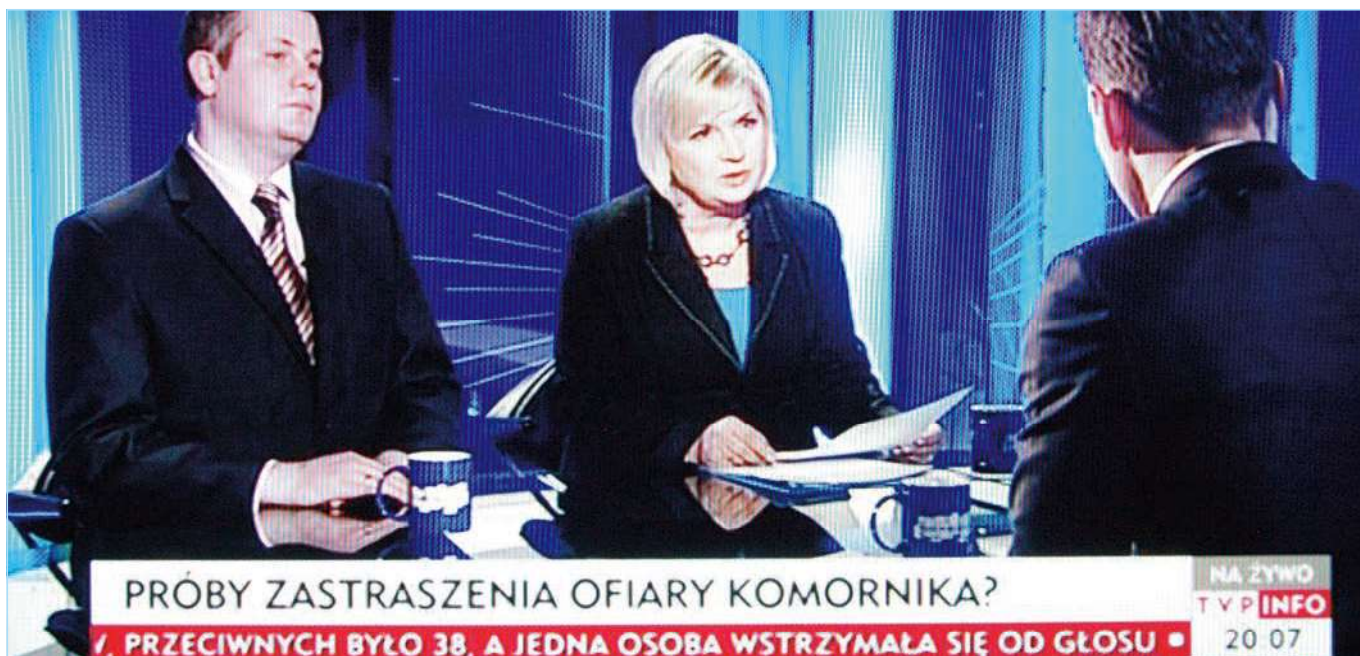 PRÓBY ZASTRASZENIA OFIARY KOMORNIKA?
NA ŻYWO
TVP INFO
PRZECIWNYCH BYŁO 38, A JEDNA OSOBA WSTRZYMAŁA SIĘ OD GŁOSU
20 07